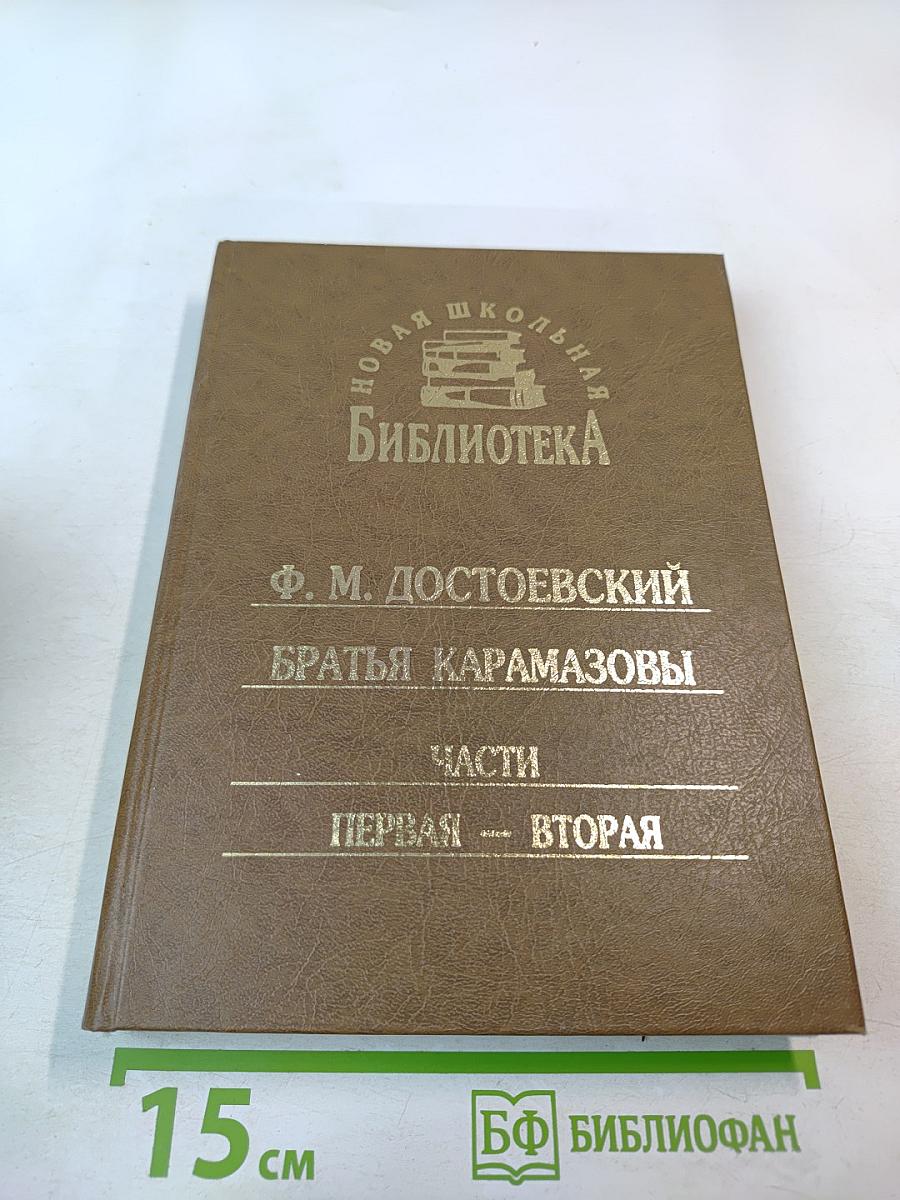 НОВАЯ ШКОЛЬНАЯ
БИБЛИОТЕКА
Ф. М. ДОСТОЕВСКИЙ
БРАТЬЯ КАРАМАЗОВЫ
ЧАСТИ
ПЕРВАЯ — ВТОРАЯ
15 см
БФ БИБЛИОФАН